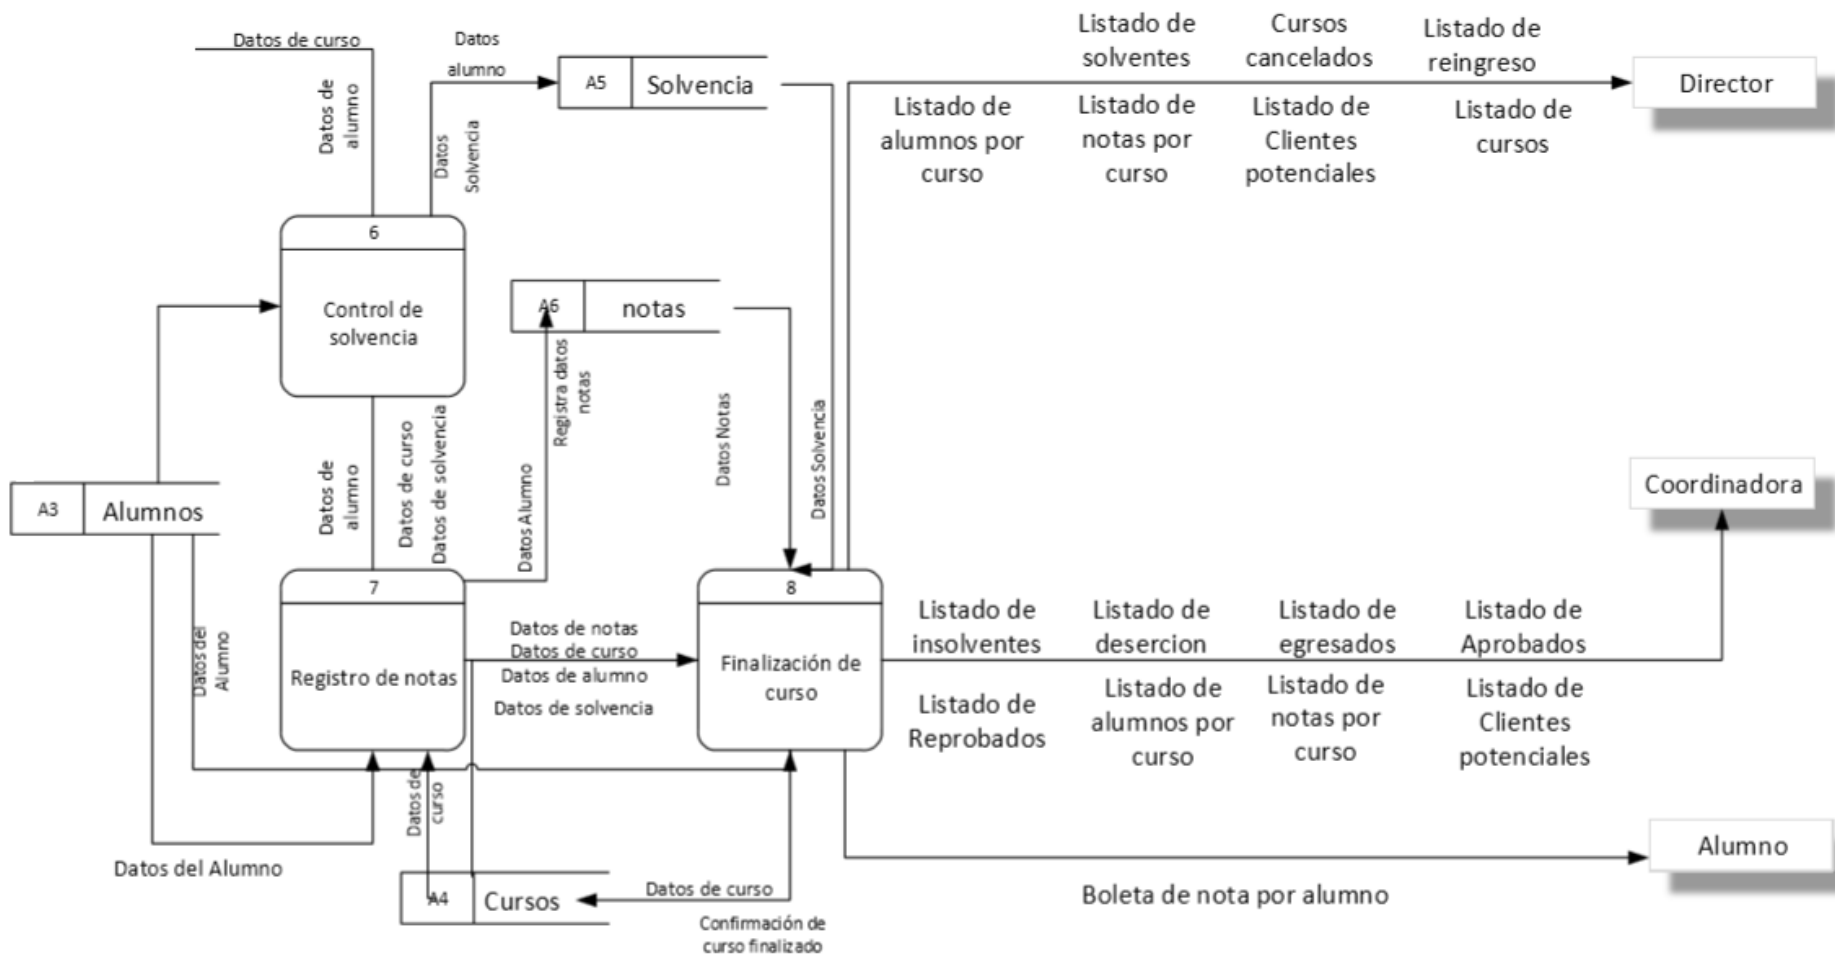 Datos de curso
Datos
alumno
Datos de
alumno
Datos
Solvencia
A5
Solvencia
Listado de
solventes
Cursos
cancelados
Listado de
reingreso
Director
Listado de
alumnos por
curso
Listado de
notas por
curso
Listado de
Clientes
potenciales
Listado de
cursos
6
Control de
solvencia
A6
notas
Registra datos
notas
Datos Alumno
Datos Notas
Datos Solvencia
Datos de
alumno
Datos de curso
Datos de solvencia
A3
Alumnos
Coordinadora
7
Registro de notas
Datos de notas
Datos de curso
Datos de alumno
Datos de solvencia
8
Finalización de
curso
Listado de
insolventes
Listado de
desercion
Listado de
egresados
Listado de
Aprobados
Listado de
Reprobados
Listado de
alumnos por
curso
Listado de
notas por
curso
Listado de
Clientes
potenciales
Datos del
Alumno
Datos de
curso
Datos del Alumno
A4
Cursos
Datos de curso
Confirmación de
curso finalizado
Alumno
Boleta de nota por alumno